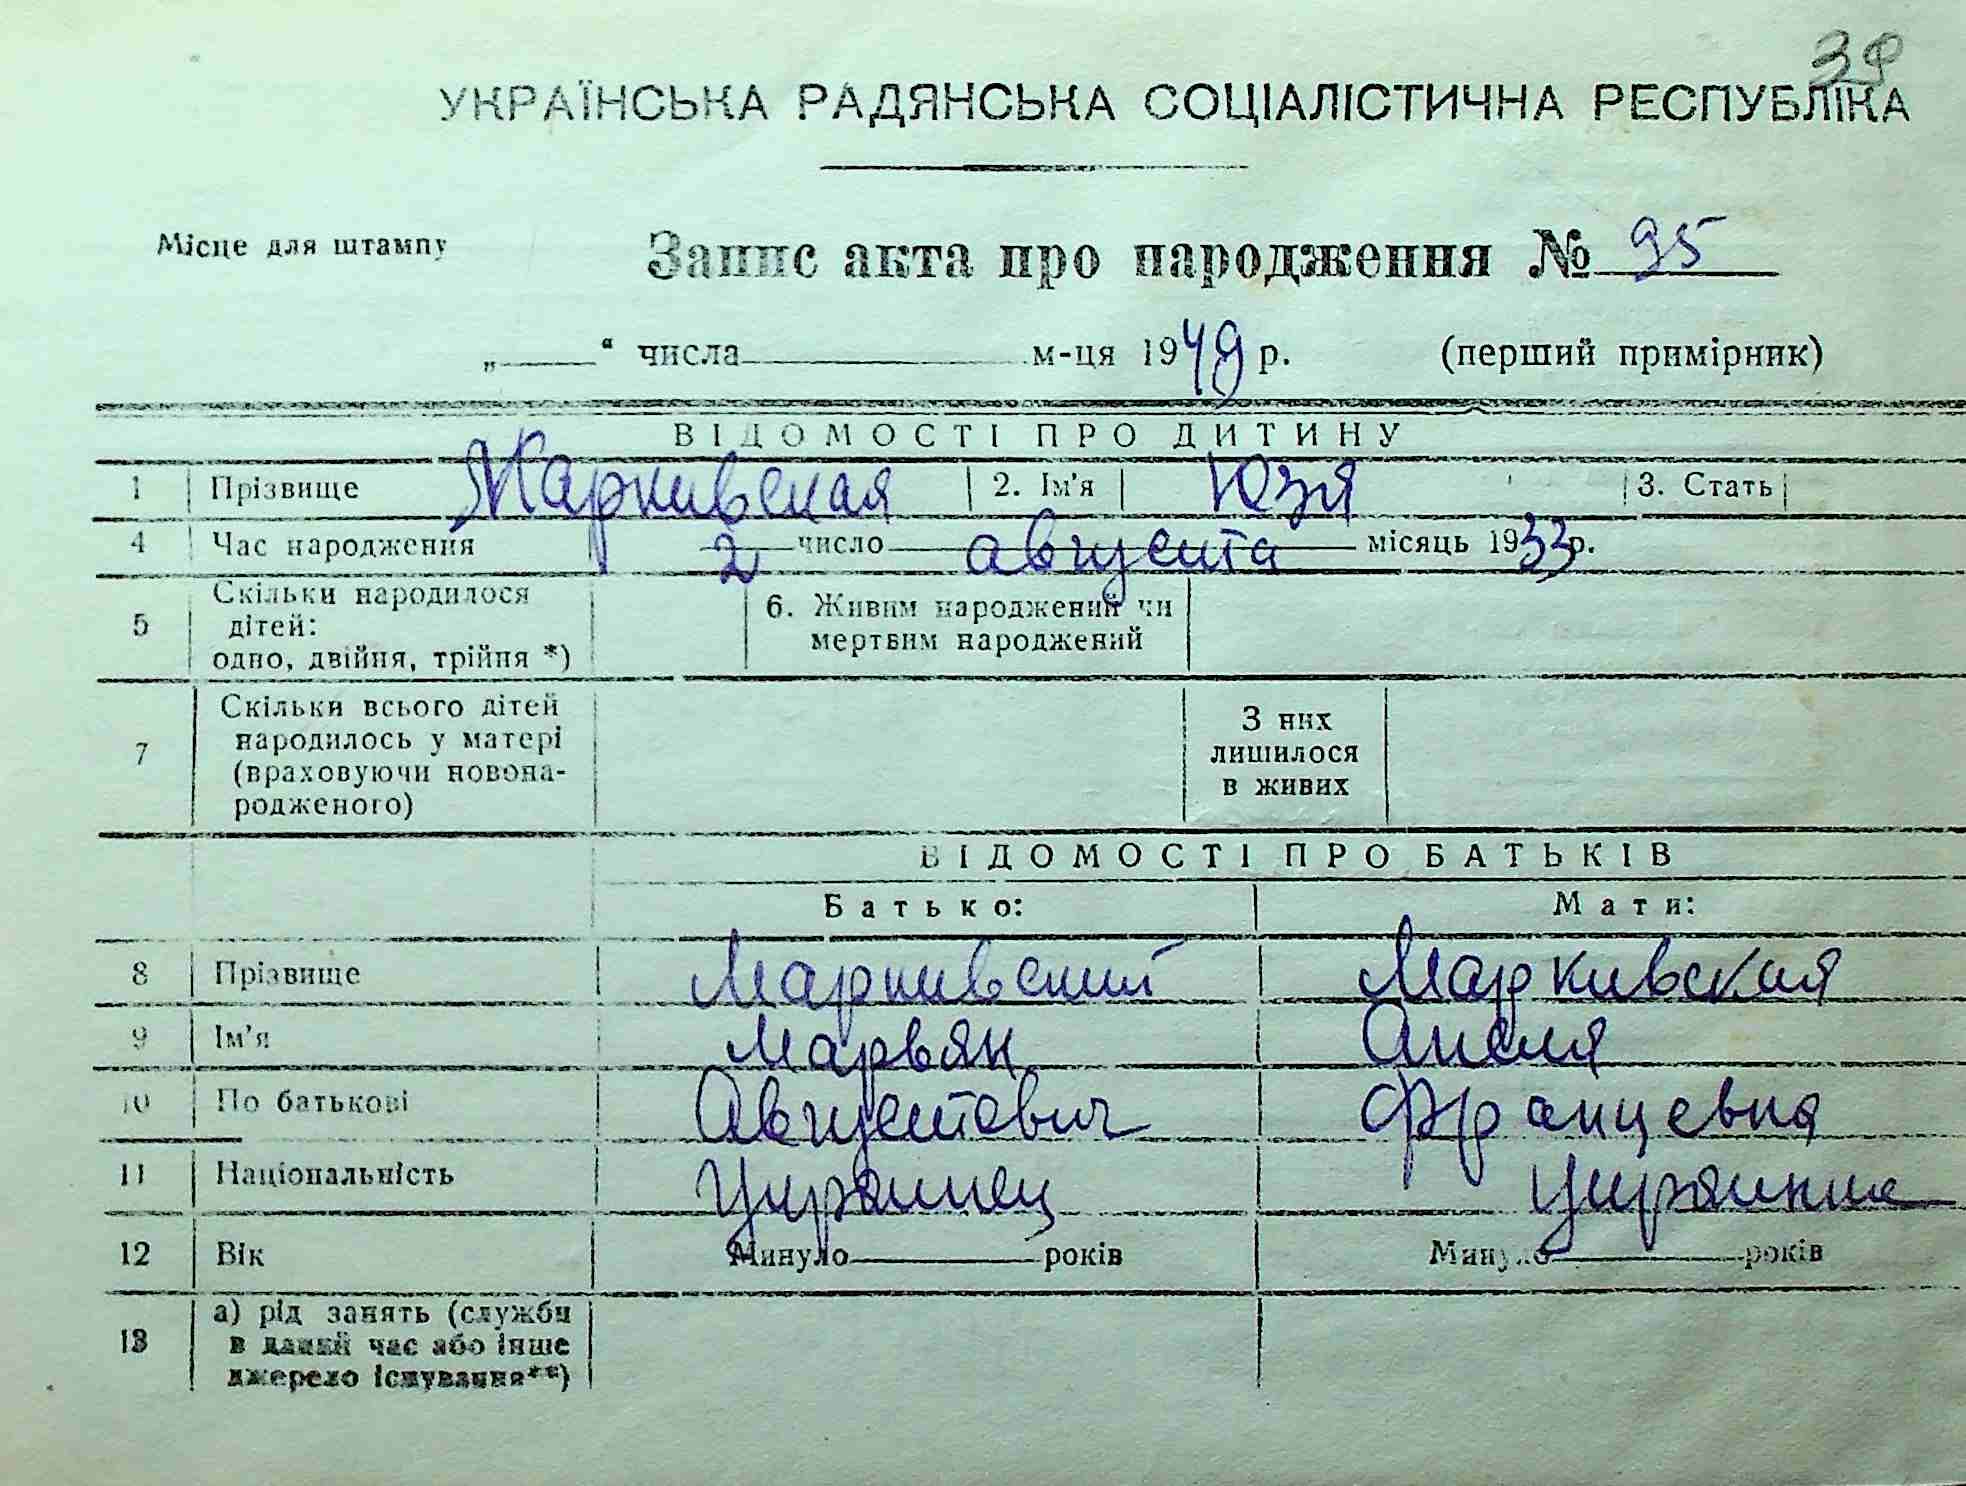 39
УКРАЇНСЬКА РАДЯНСЬКА СОЦІАЛІСТИЧНА РЕСПУБЛІКА
Місце для штампу
Запис акта про народження № 95
„ “ числа м-ця 1949 р. (перший примірник)
ВІДОМОСТІ ПРО ДИТИНУ
1 Прізвище Маркивская 2. Ім’я Юзя 3. Стать
4 Час народження 2 число августа місяць 1933 р.
5 Скільки народилося дітей: одно, двійня, трійня *) 6. Живим народжений чи мертвим народжений
7 Скільки всього дітей народилось у матері (враховуючи новона- родженого) З них лишилося в живих
ВІДОМОСТІ ПРО БАТЬКІВ
Батько: Мати:
8 Прізвище Маркивский Маркивская
9 Ім’я Марьян Анеля
10 По батькові Августович Францевна
11 Національність Украинец Украинка
12 Вік Минуло років Минуло років
13 а) рід занять (служби в даний час або інше джерело існування**)